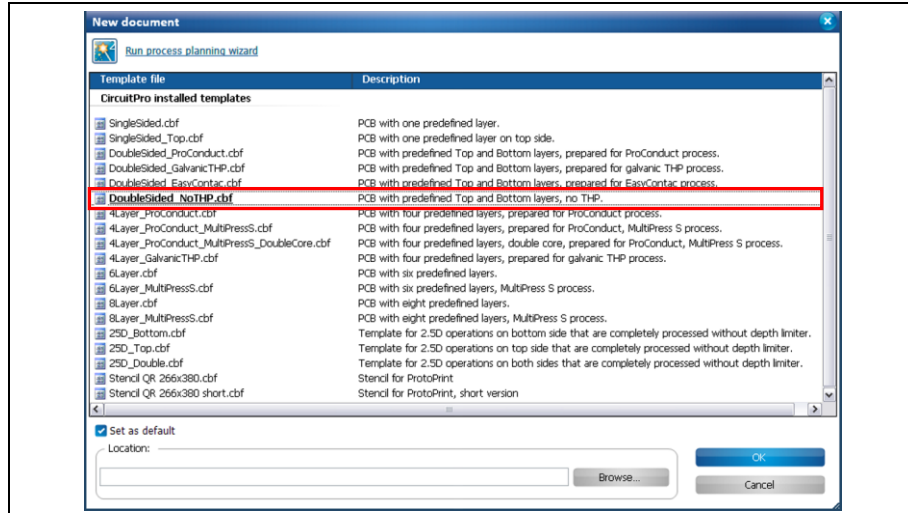 New document
Run process planning wizard
Template file Description
CircuitPro installed templates
SingleSided.cbf PCB with one predefined layer.
SingleSided_Top.cbf PCB with one predefined layer on top side.
DoubleSided_ProConduct.cbf PCB with predefined Top and Bottom layers, prepared for ProConduct process.
DoubleSided_GalvanicTHP.cbf PCB with predefined Top and Bottom layers, prepared for galvanic THP process.
DoubleSided_EasyContac.cbf PCB with predefined Top and Bottom layers, prepared for EasyContac process.
DoubleSided_NoTHP.cbf PCB with predefined Top and Bottom layers, no THP.
4Layer_ProConduct.cbf PCB with four predefined layers, prepared for ProConduct process.
4Layer_ProConduct_MultiPressS.cbf PCB with four predefined layers, prepared for ProConduct, MultiPress S process.
4Layer_ProConduct_MultiPressS_DoubleCore.cbf PCB with four predefined layers, double core, prepared for ProConduct, MultiPress S process.
4Layer_GalvanicTHP.cbf PCB with four predefined layers, prepared for galvanic THP process.
6Layer.cbf PCB with six predefined layers.
6Layer_MultiPressS.cbf PCB with six predefined layers, MultiPress S process.
8Layer.cbf PCB with eight predefined layers.
8Layer_MultiPressS.cbf PCB with eight predefined layers, MultiPress S process.
25D_Bottom.cbf Template for 2.5D operations on bottom side that are completely processed without depth limiter.
25D_Top.cbf Template for 2.5D operations on top side that are completely processed without depth limiter.
25D_Double.cbf Template for 2.5D operations on both sides that are completely processed without depth limiter.
Stencil QR 266x380.cbf Stencil for ProtoPrint
Stencil QR 266x380 short.cbf Stencil for ProtoPrint, short version
Set as default
Location:
OK
Browse...
Cancel